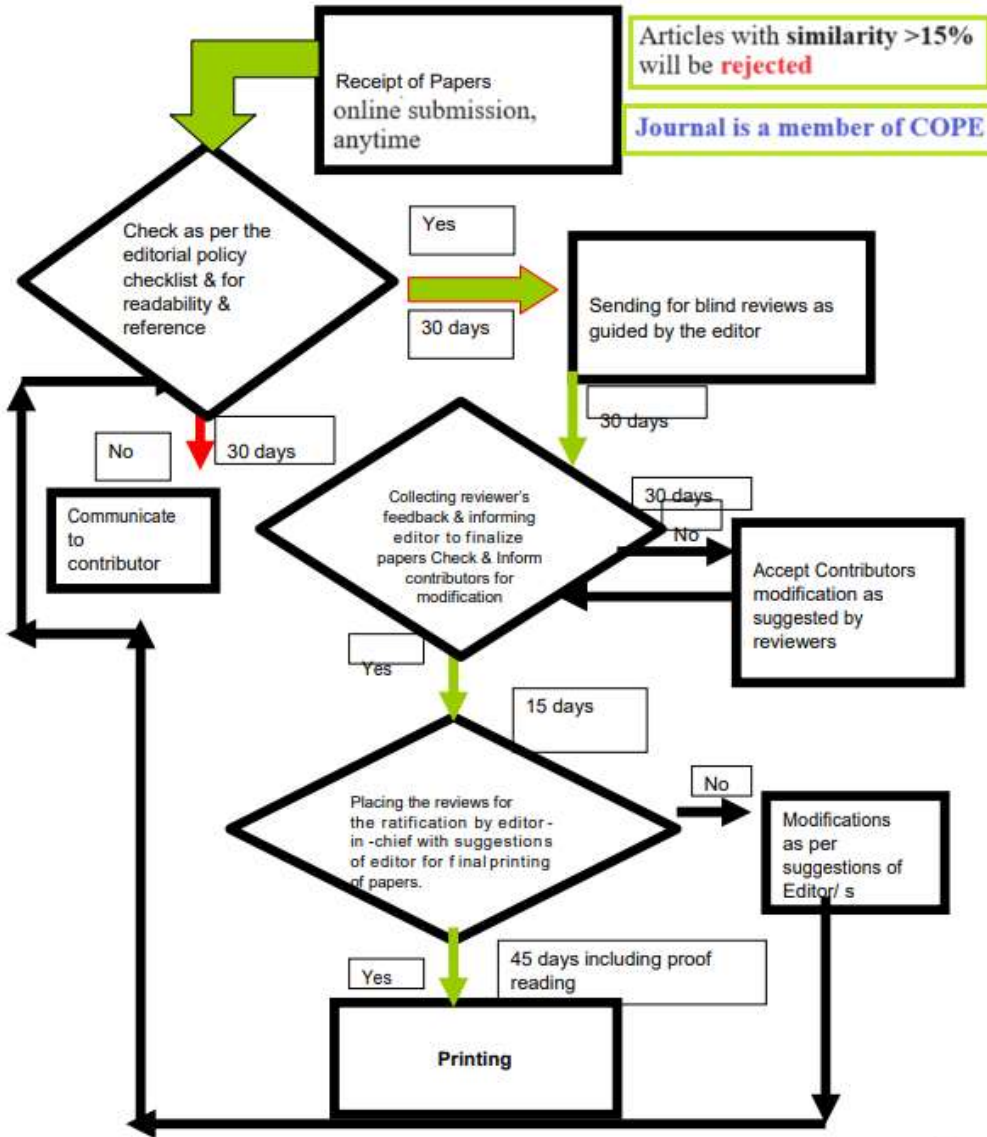 Receipt of Papers
online submission,
anytime
Articles with similarity >15%
will be rejected
Journal is a member of COPE
Check as per the
editorial policy
checklist & for
readability &
reference
Yes
30 days
Sending for blind reviews as
guided by the editor
30 days
No
30 days
Communicate
to
contributor
Collecting reviewer's
feedback & informing
editor to finalize
papers Check & Inform
contributors for
modification
30 days
No
Accept Contributors
modification as
suggested by
reviewers
Yes
15 days
Placing the reviews for
the ratification by editor-
in -chief with suggestions
of editor for final printing
of papers.
No
Modifications
as per
suggestions of
Editor/ s
Yes
45 days including proof
reading
Printing